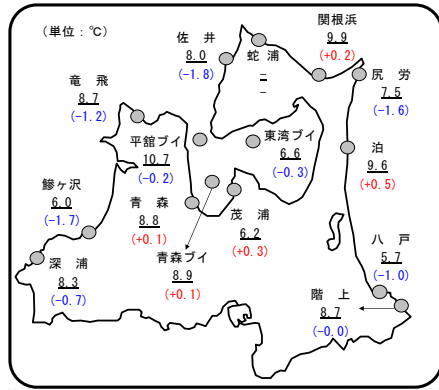 （単位：℃）
佐井
8.0
(-1.8)
蛇浦
－
－
関根浜
9.9
(+0.2)
尻労
7.5
(-1.6)
竜飛
8.7
(-1.2)
平舘ブイ
10.7
(-0.2)
東湾ブイ
6.6
(-0.3)
泊
9.6
(+0.5)
鰺ヶ沢
6.0
(-1.7)
青森
8.8
(+0.1)
茂浦
6.2
(+0.3)
深浦
8.3
(-0.7)
青森ブイ
8.9
(+0.1)
八戸
5.7
(-1.0)
階上
8.7
(-0.0)